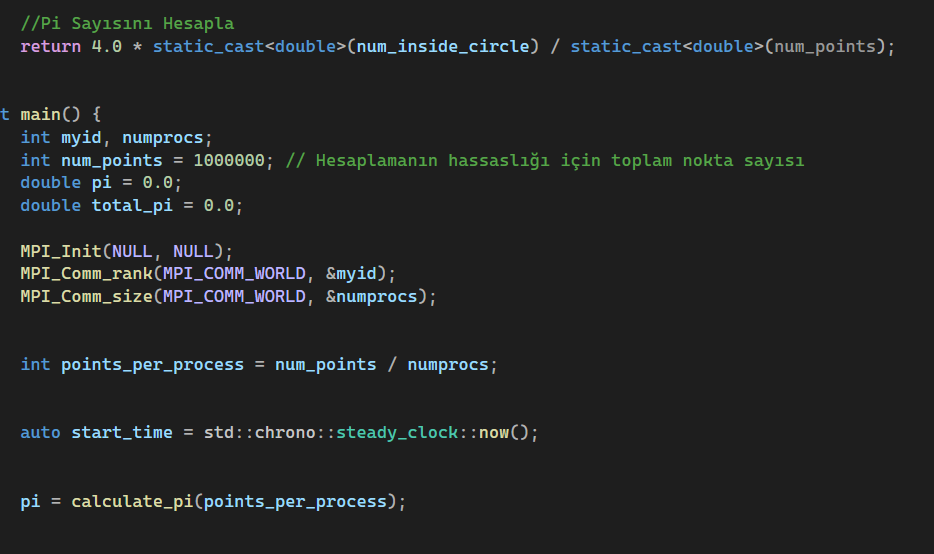 //Pi Sayısını Hesapla
return 4.0 * static_cast<double>(num_inside_circle) / static_cast<double>(num_points);
t main() {
int myid, numprocs;
int num_points = 1000000; // Hesaplamanın hassaslığı için toplam nokta sayısı
double pi = 0.0;
double total_pi = 0.0;
MPI_Init(NULL, NULL);
MPI_Comm_rank(MPI_COMM_WORLD, &myid);
MPI_Comm_size(MPI_COMM_WORLD, &numprocs);
int points_per_process = num_points / numprocs;
auto start_time = std::chrono::steady_clock::now();
pi = calculate_pi(points_per_process);